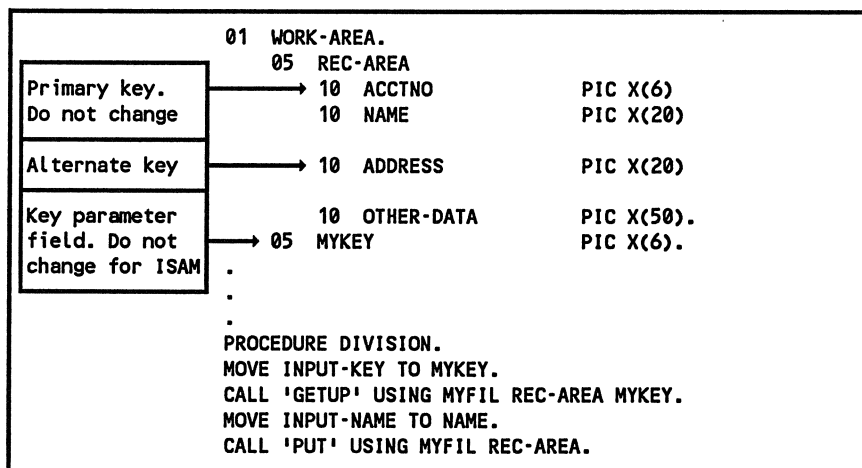 01 WORK-AREA.
05 REC-AREA
Primary key. 10 ACCTNO PIC X(6)
Do not change 10 NAME PIC X(20)
Alternate key 10 ADDRESS PIC X(20)
Key parameter 10 OTHER-DATA PIC X(50).
field. Do not 05 MYKEY PIC X(6).
change for ISAM .
.
.
PROCEDURE DIVISION.
MOVE INPUT-KEY TO MYKEY.
CALL 'GETUP' USING MYFIL REC-AREA MYKEY.
MOVE INPUT-NAME TO NAME.
CALL 'PUT' USING MYFIL REC-AREA.